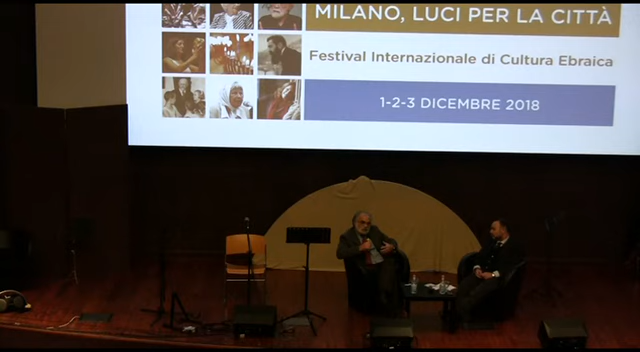 MILANO, LUCI PER LA CITTÀ
Festival Internazionale di Cultura Ebraica
1-2-3 DICEMBRE 2018